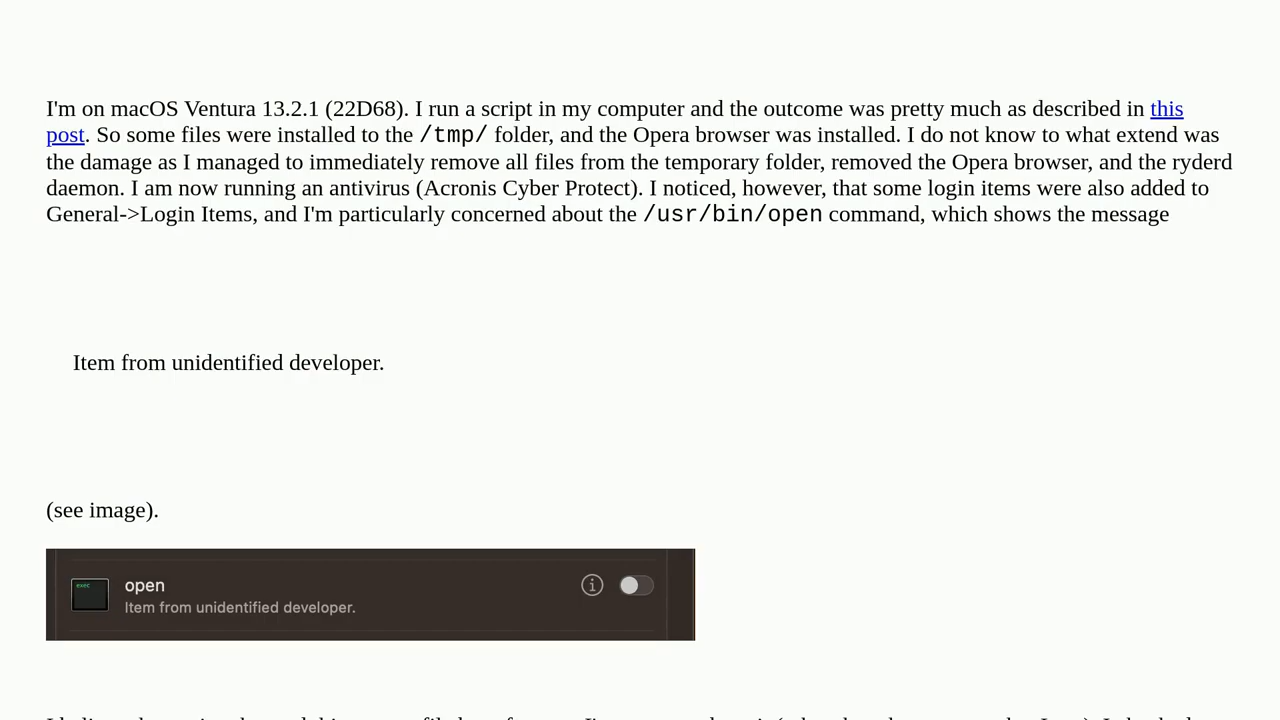 I'm on macOS Ventura 13.2.1 (22D68). I run a script in my computer and the outcome was pretty much as described in this
post. So some files were installed to the /tmp/ folder, and the Opera browser was installed. I do not know to what extend was
the damage as I managed to immediately remove all files from the temporary folder, removed the Opera browser, and the ryderd
daemon. I am now running an antivirus (Acronis Cyber Protect). I noticed, however, that some login items were also added to
General->Login Items, and I'm particularly concerned about the /usr/bin/open command, which shows the message
Item from unidentified developer.
(see image).
exec
open
Item from unidentified developer.